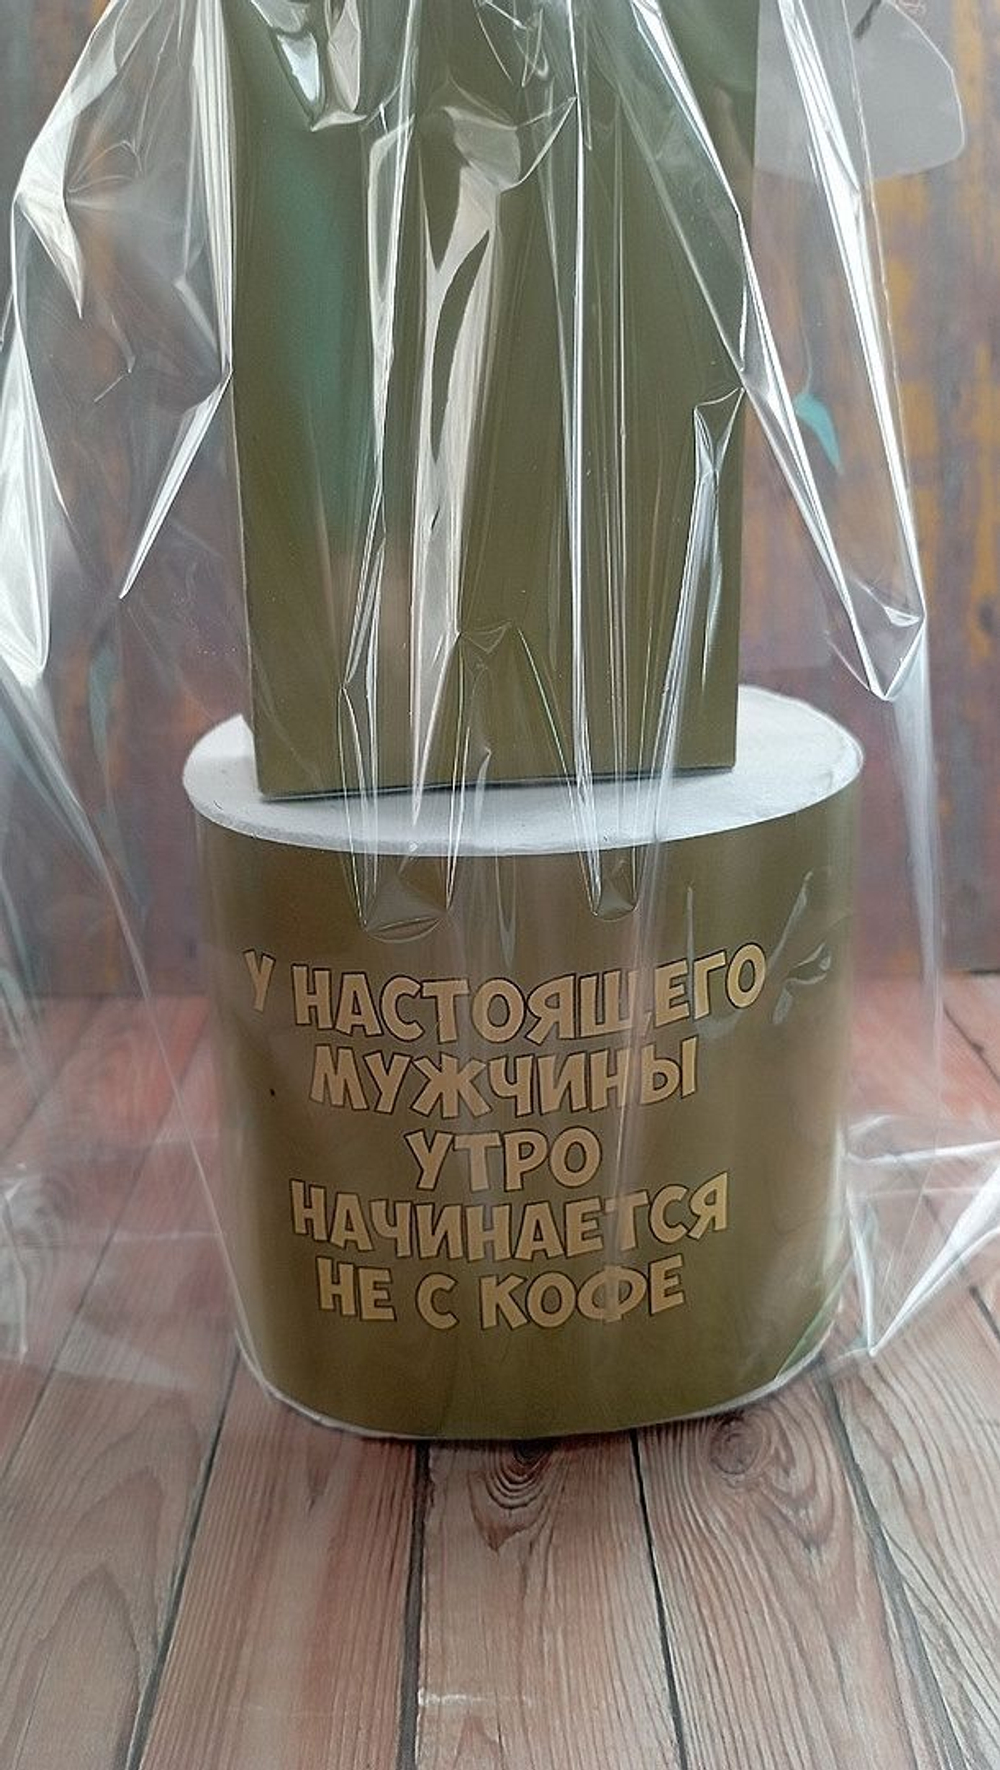 У НАСТОЯЩЕГО
МУЖЧИНЫ
УТРО
НАЧИНАЕТСЯ
НЕ С КОФЕ